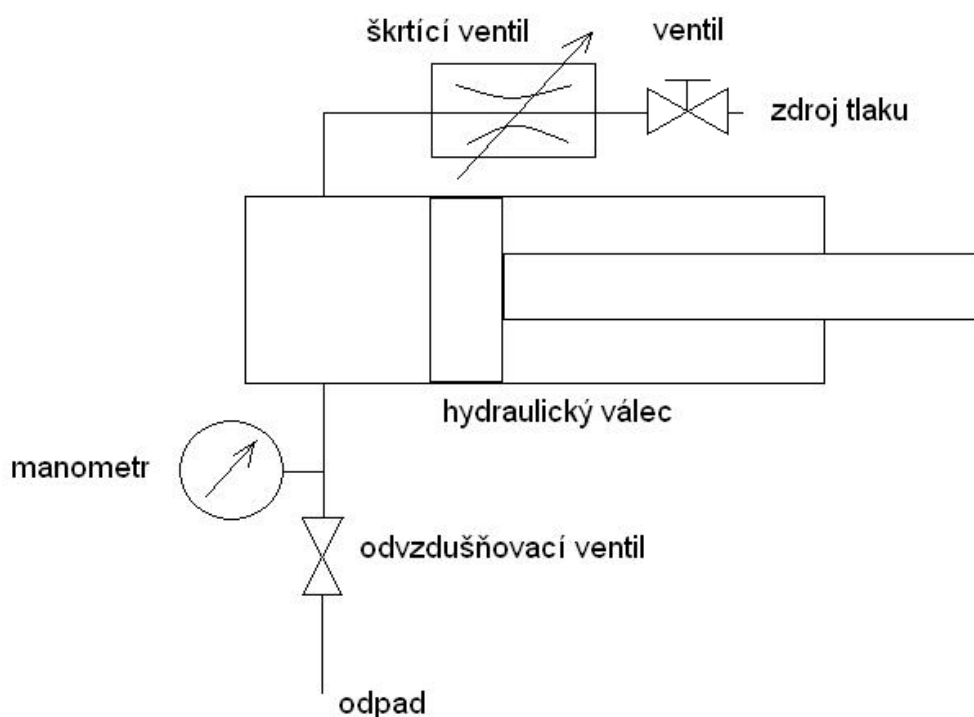 škrtící ventil
ventil
zdroj tlaku
hydraulický válec
manometr
odvzdušňovací ventil
odpad